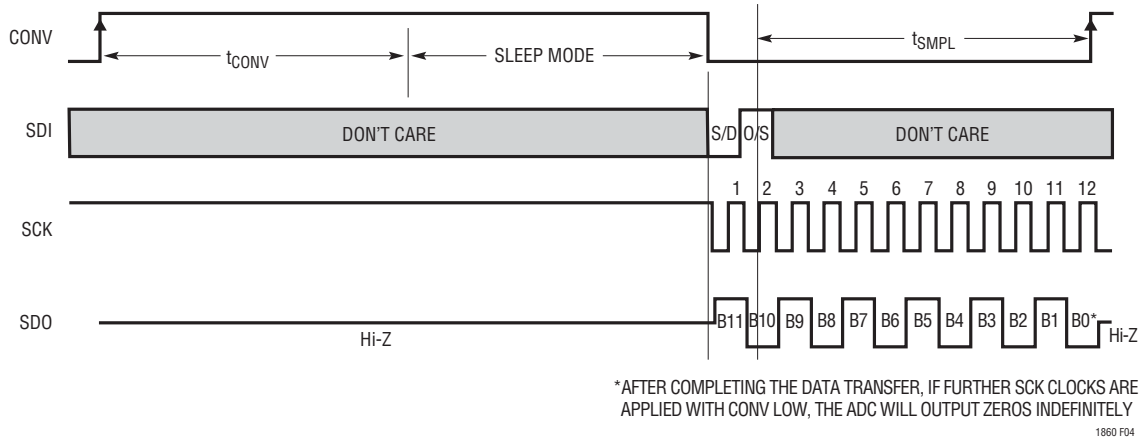 CONV
tCONV
SLEEP MODE
tSMPL
SDI
DON'T CARE
S/D
O/S
DON'T CARE
1 2 3 4 5 6 7 8 9 10 11 12
SCK
SDO
Hi-Z
B11 B10 B9 B8 B7 B6 B5 B4 B3 B2 B1 B0*
Hi-Z
*AFTER COMPLETING THE DATA TRANSFER, IF FURTHER SCK CLOCKS ARE
APPLIED WITH CONV LOW, THE ADC WILL OUTPUT ZEROS INDEFINITELY
1860 F04